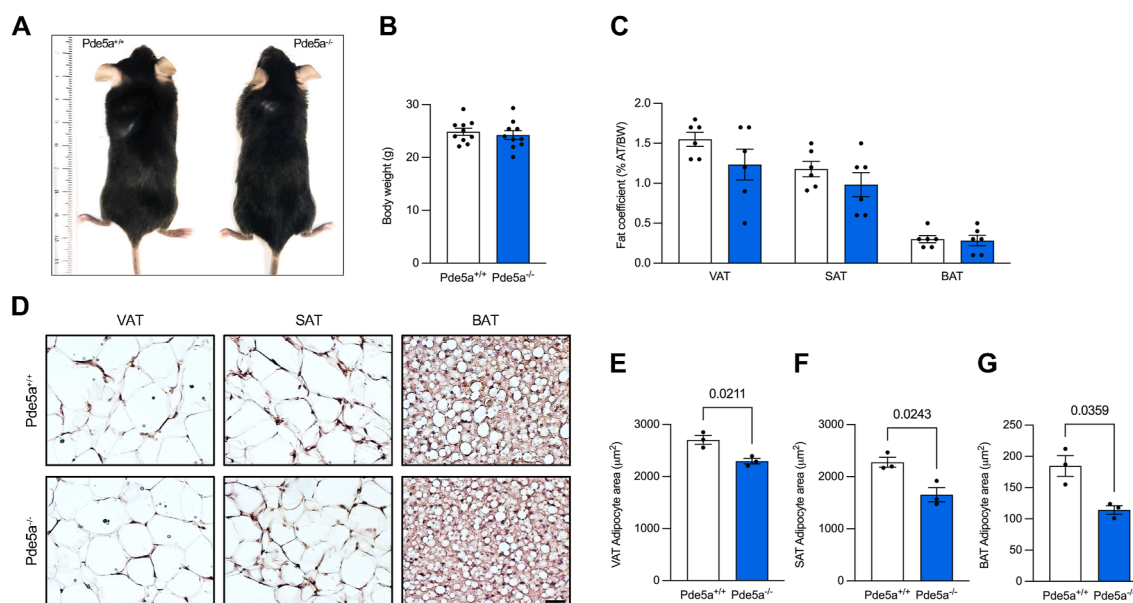 A
Pde5a+/+
Pde5a-/-
B
Body weight (g)
30
20
10
0
Pde5a+/+ Pde5a-/-
C
Fat coefficient (% AT/BW)
2.0
1.5
1.0
0.5
0.0
VAT SAT BAT
D
VAT SAT BAT
Pde5a+/+
Pde5a-/-
E
0.0211
VAT Adipocyte area (μm2)
3000
2000
1000
0
Pde5a+/+ Pde5a-/-
F
0.0243
SAT Adipocyte area (μm2)
3000
2000
1000
0
Pde5a+/+ Pde5a-/-
G
0.0359
BAT Adipocyte area (μm2)
250
200
150
100
50
0
Pde5a+/+ Pde5a-/-